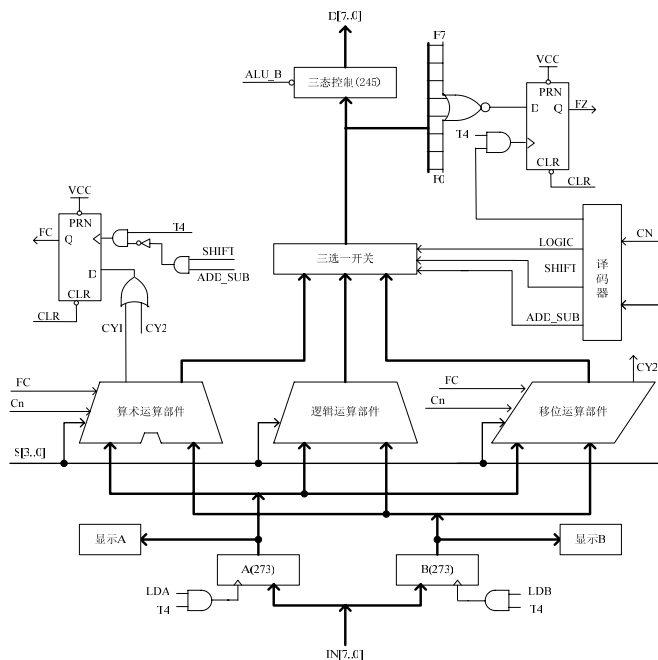 D[7..0]
ALU_B
三态控制(245)
F7
F0
VCC
PRN
D
Q
FZ
T4
CLR
CLR
VCC
FC
PRN
Q
D
CLR
CLR
T4
SHIFT
ADD_SUB
CY1
CY2
三选一开关
LOGIC
SHIFT
ADD_SUB
译码器
CN
CY2
FC
Cn
算术运算部件
逻辑运算部件
FC
Cn
移位运算部件
S[3..0]
显示A
显示B
A(273)
B(273)
LDA
T4
LDB
T4
IN[7..0]